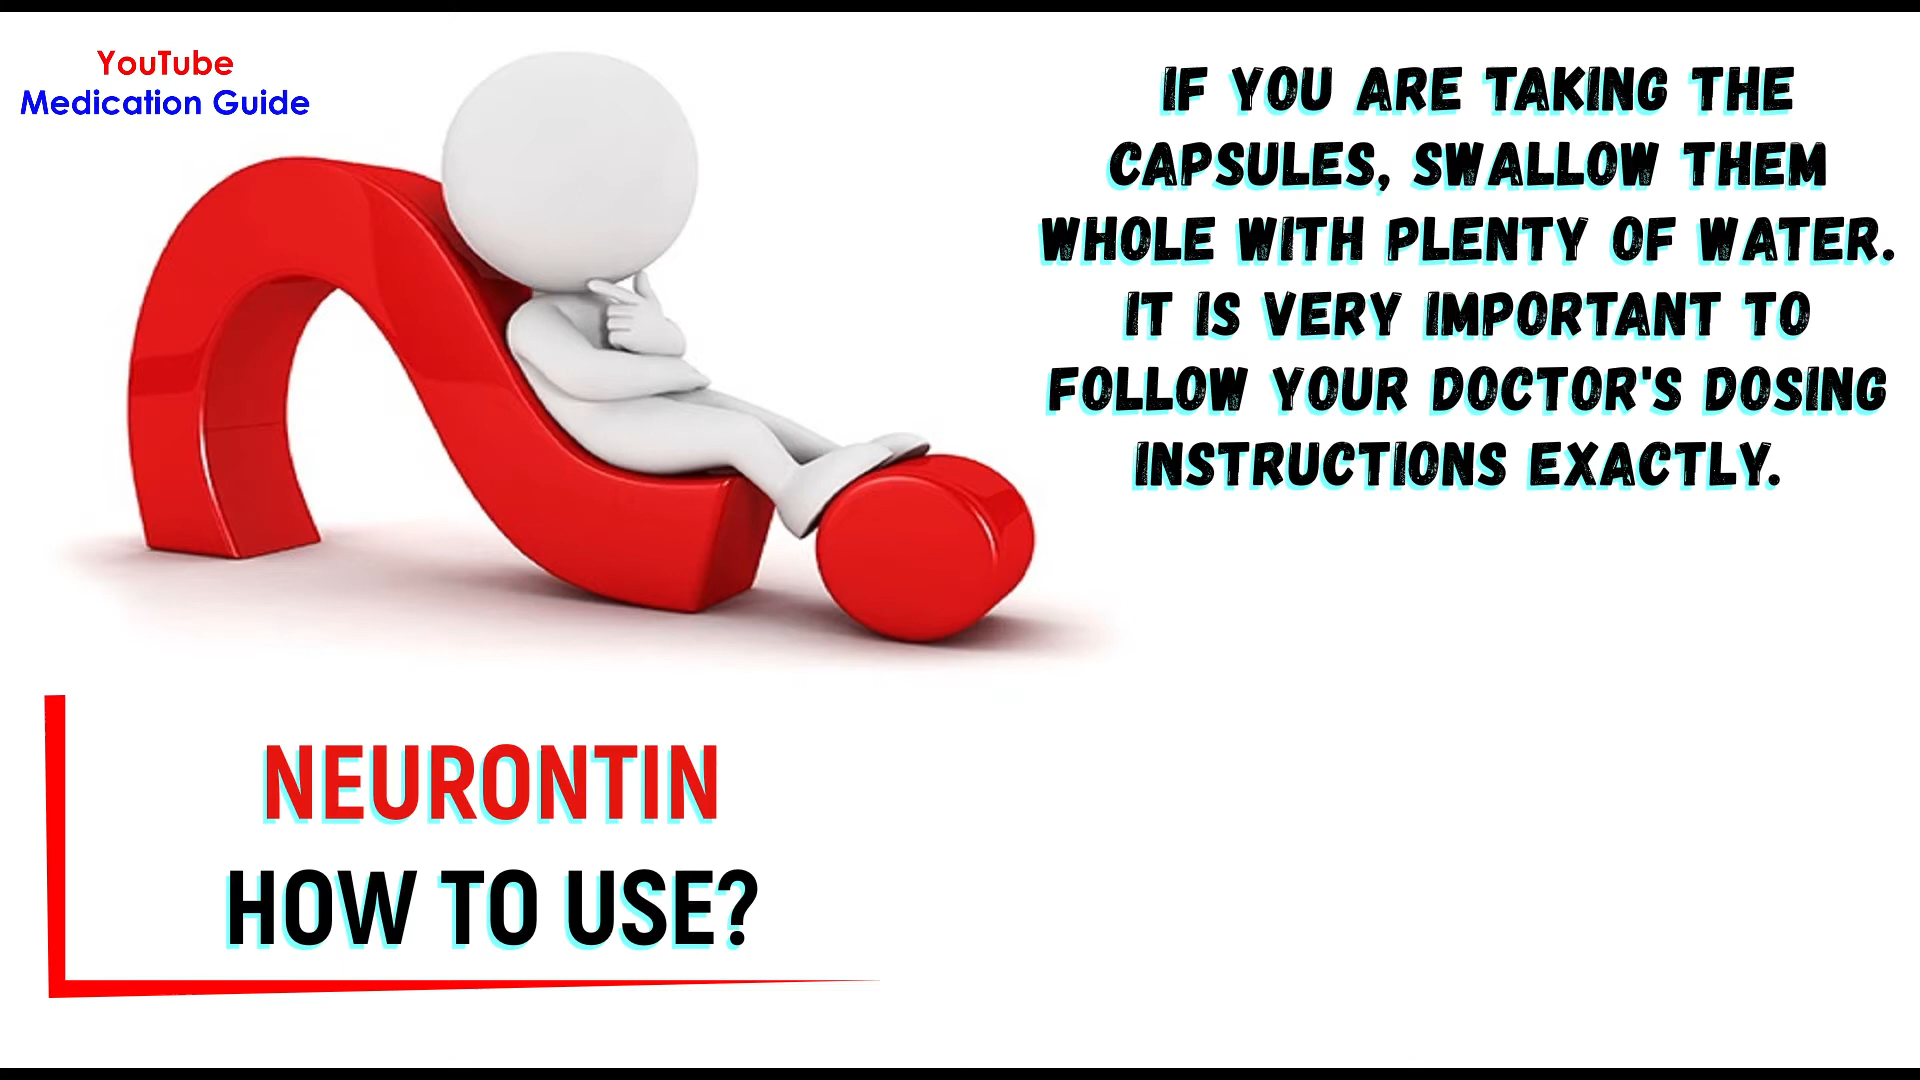 YouTube
Medication Guide
IF YOU ARE TAKING THE
CAPSULES, SWALLOW THEM
WHOLE WITH PLENTY OF WATER.
IT IS VERY IMPORTANT TO
FOLLOW YOUR DOCTOR'S DOSING
INSTRUCTIONS EXACTLY.
NEURONTIN
HOW TO USE?